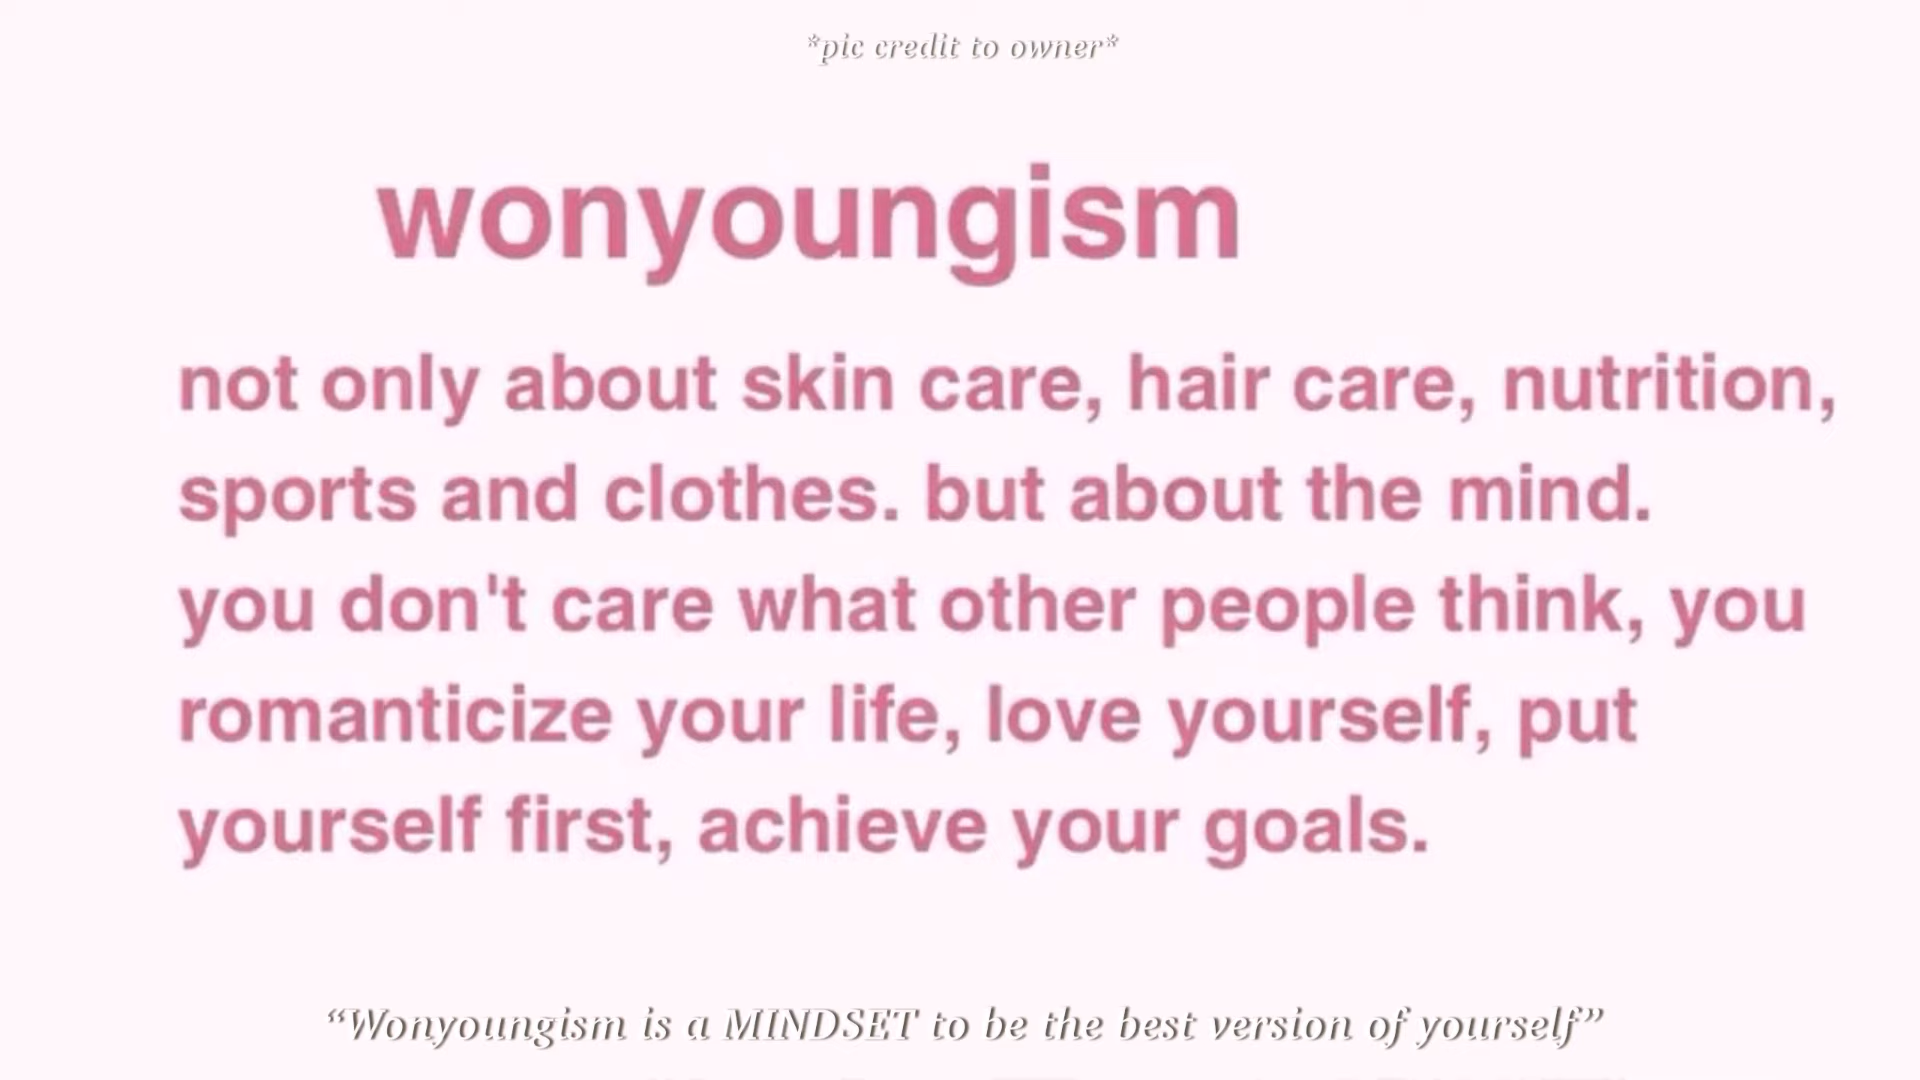 *pic credit to owner*
wonyoungism
not only about skin care, hair care, nutrition,
sports and clothes. but about the mind.
you don't care what other people think, you
romanticize your life, love yourself, put
yourself first, achieve your goals.
“Wonyoungism is a MINDSET to be the best version of yourself”